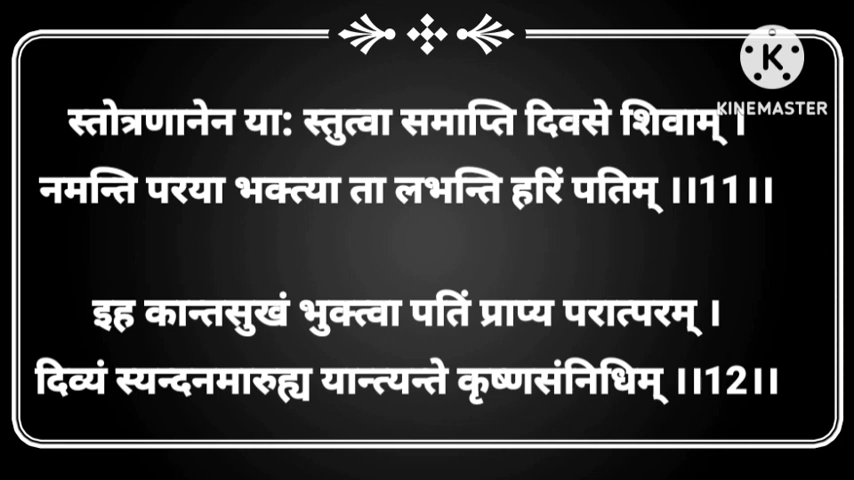 KINEMASTER
स्तोत्रणानेन या: स्तुत्वा समाप्ति दिवसे शिवाम् ।
नमन्ति परया भक्त्या ता लभन्ति हरिं पतिम् ।।11।।
इह कान्तसुखं भुक्त्वा पतिं प्राप्य परात्परम् ।
दिव्यं स्यन्दनमारुह्य यान्त्यन्ते कृष्णसंनिधिम् ।।12।।